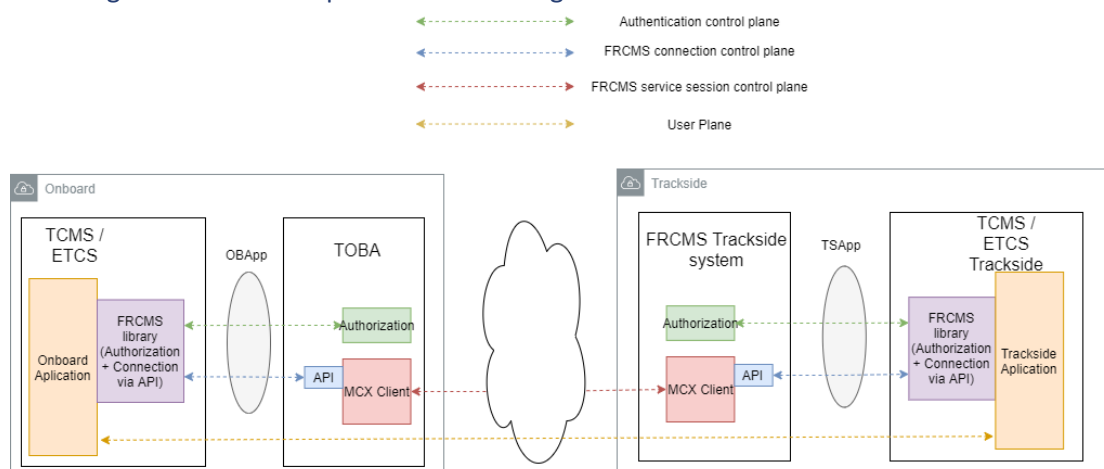 Authentication control plane
FRCMS connection control plane
FRCMS service session control plane
User Plane
Onboard
Trackside
TCMS /
ETCS
OBApp
TOBA
FRCMS Trackside
system
TSApp
TCMS /
ETCS
Trackside
FRCMS
library
(Authorization
+ Connection
via API)
Onboard
Aplication
Authorization
API
MCX Client
Authorization
MCX Client
API
FRCMS
library
(Authorization
+ Connection
via API)
Trackside
Aplication